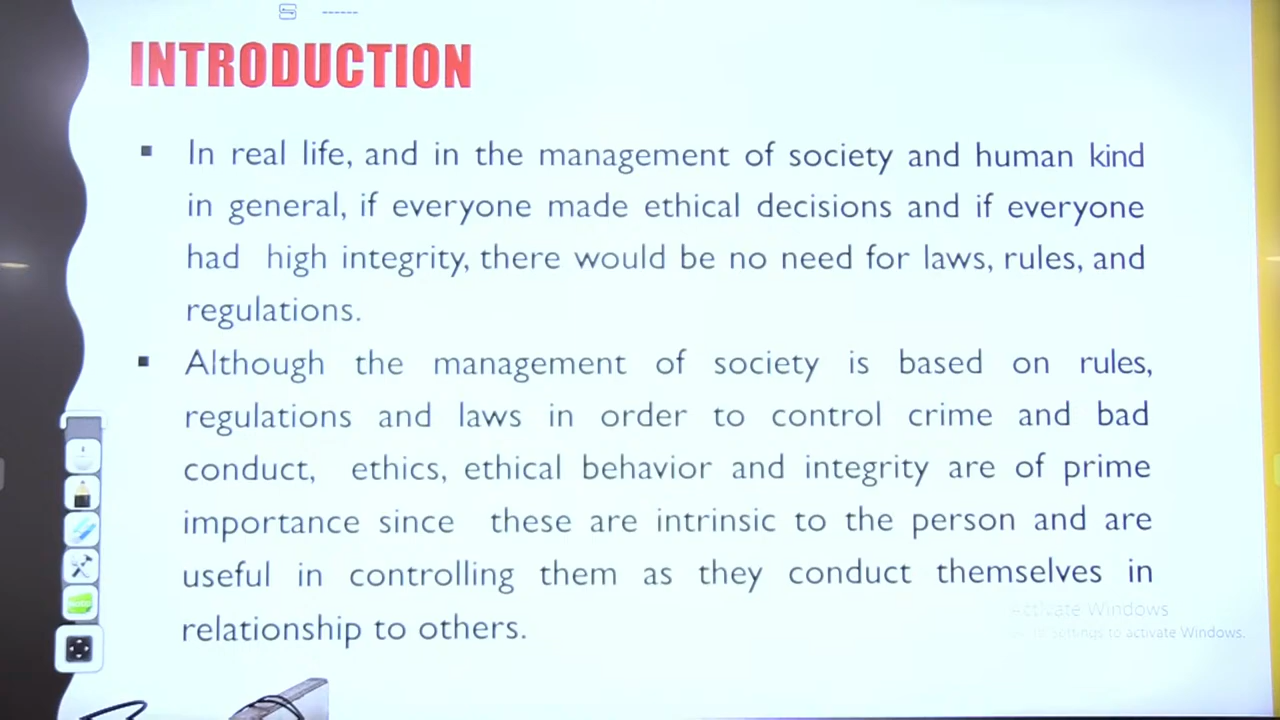 INTRODUCTION
▪ In real life, and in the management of society and human kind
in general, if everyone made ethical decisions and if everyone
had high integrity, there would be no need for laws, rules, and
regulations.
▪ Although the management of society is based on rules,
regulations and laws in order to control crime and bad
conduct, ethics, ethical behavior and integrity are of prime
importance since these are intrinsic to the person and are
useful in controlling them as they conduct themselves in
relationship to others.
Activate Windows
settings to activate Windows.